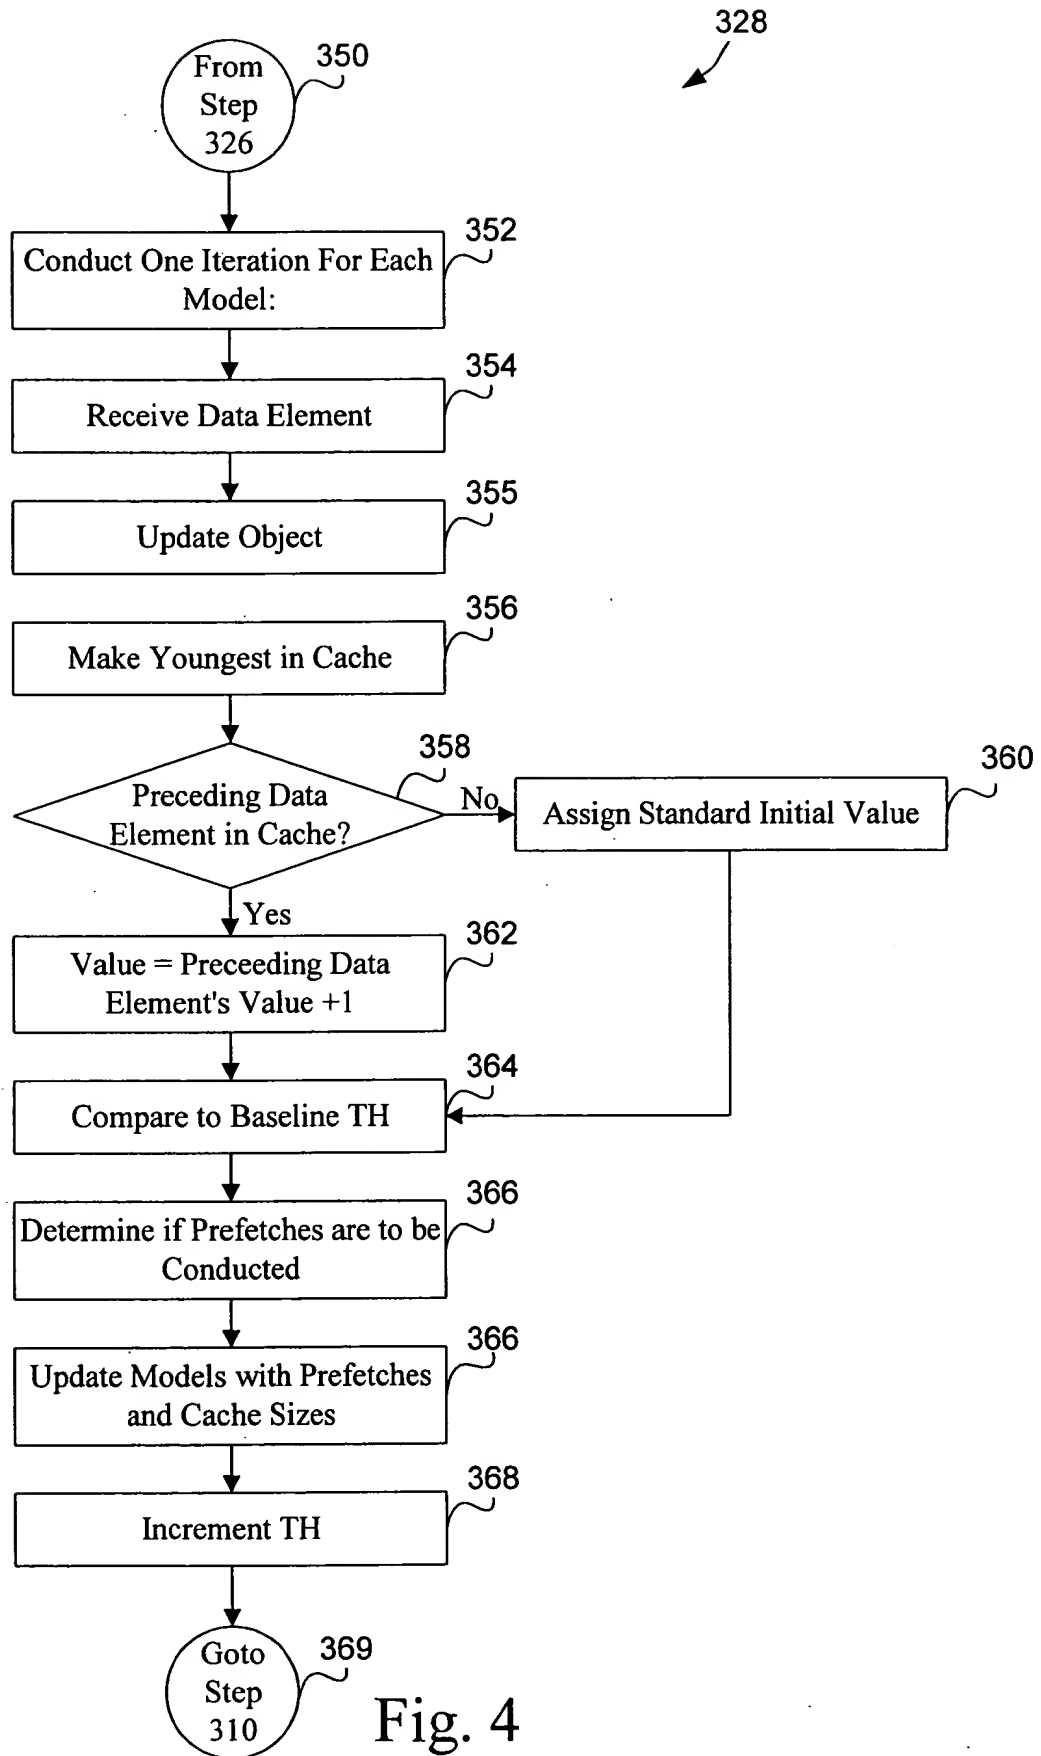 328
From
Step
326
350
352
Conduct One Iteration For Each
Model:
354
Receive Data Element
355
Update Object
356
Make Youngest in Cache
358
Preceding Data
Element in Cache?
No
360
Assign Standard Initial Value
Yes
362
Value = Preceeding Data
Element's Value +1
364
Compare to Baseline TH
366
Determine if Prefetches are to be
Conducted
366
Update Models with Prefetches
and Cache Sizes
368
Increment TH
369
Goto
Step
310
Fig. 4